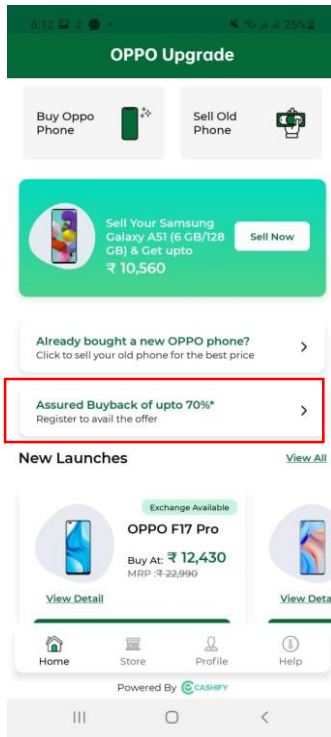 6:12
25%
OPPO Upgrade
Buy Oppo
Phone
Sell Old
Phone
Sell Your Samsung
Galaxy A51 (6 GB/128
GB) & Get upto
₹ 10,560
Sell Now
Already bought a new OPPO phone?
Click to sell your old phone for the best price
Assured Buyback of upto 70%*
Register to avail the offer
New Launches
View All
Exchange Available
OPPO F17 Pro
Buy At: ₹ 12,430
MRP :₹ 22,990
View Detail
View Deta
Home
Store
Profile
Help
Powered By CASHIFY